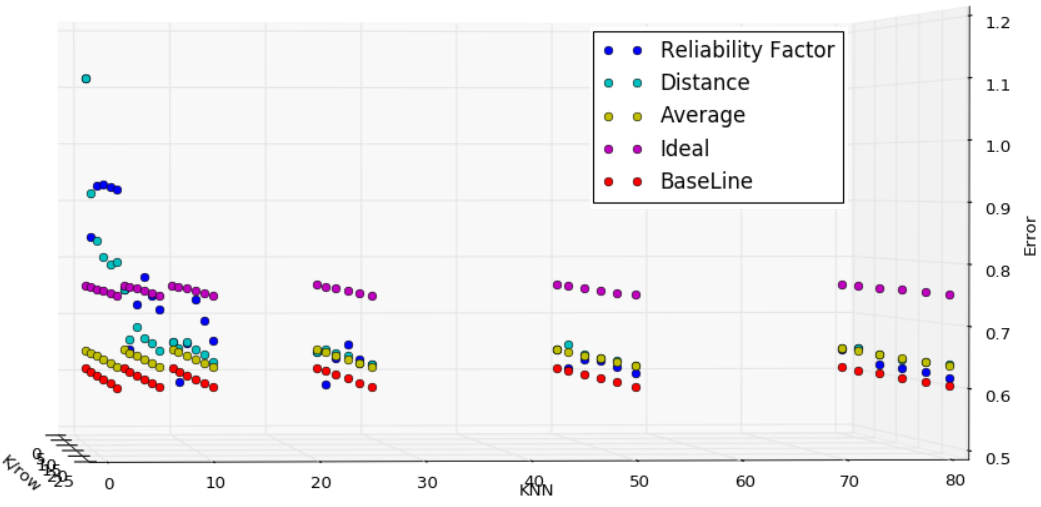 Reliability Factor
Distance
Average
Ideal
BaseLine
1.2
1.1
1.0
0.9
0.8
0.7
0.6
0.5
Error
K/row
0
25 0 10 20 30 40 50 60 70 80
KNN